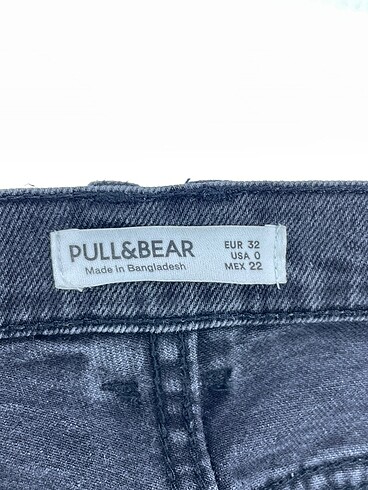 PULL&BEAR
Made in Bangladesh
EUR 32
USA 0
MEX 22